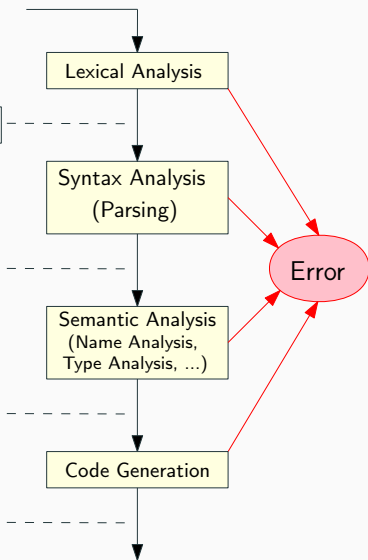 Lexical Analysis
Syntax Analysis
(Parsing)
Error
Semantic Analysis
(Name Analysis,
Type Analysis, ...)
Code Generation